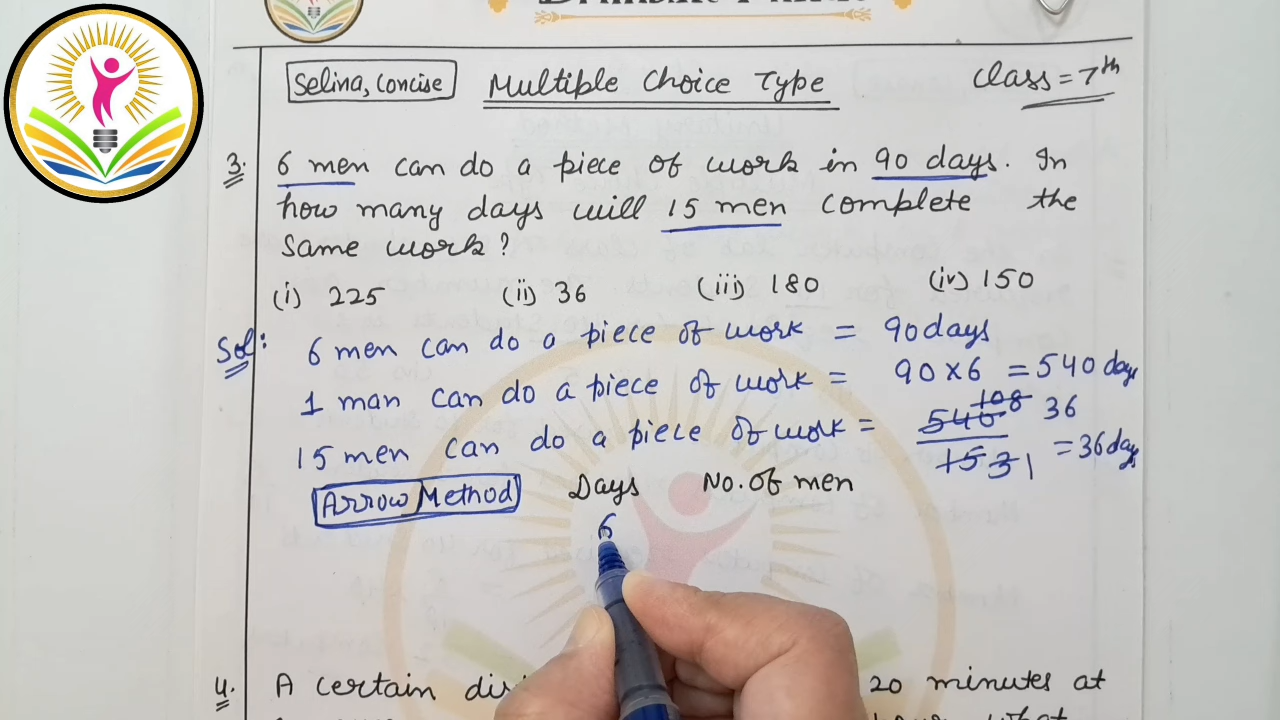 Selina, Concise Multiple Choice Type Class = 7th
3. 6 men can do a piece of work in 90 days. In
how many days will 15 men complete the
same work?
(i) 225 (ii) 36 (iii) 180 (iv) 150
Sol: 6 men can do a piece of work = 90 days
1 man can do a piece of work = 90 x 6 = 540 days
15 men can do a piece of work = 540/15 108 36 3 1 = 36 days
Arrow Method Days No. of men
6
4. A certain 20 minutes at